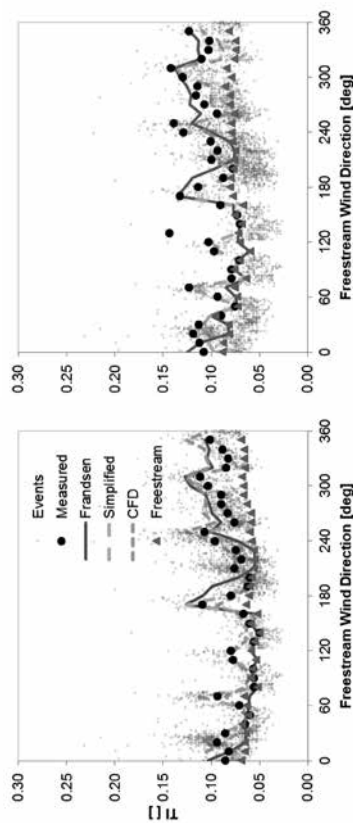 TI [ ]
0.30
0.25
0.20
0.15
0.10
0.05
0.00
Events
Measured
Frandsen
Simplified
CFD
Freestream
0 60 120 180 240 300 360
Freestream Wind Direction [deg]
0.30
0.25
0.20
0.15
0.10
0.05
0.00
0 60 120 180 240 300 360
Freestream Wind Direction [deg]